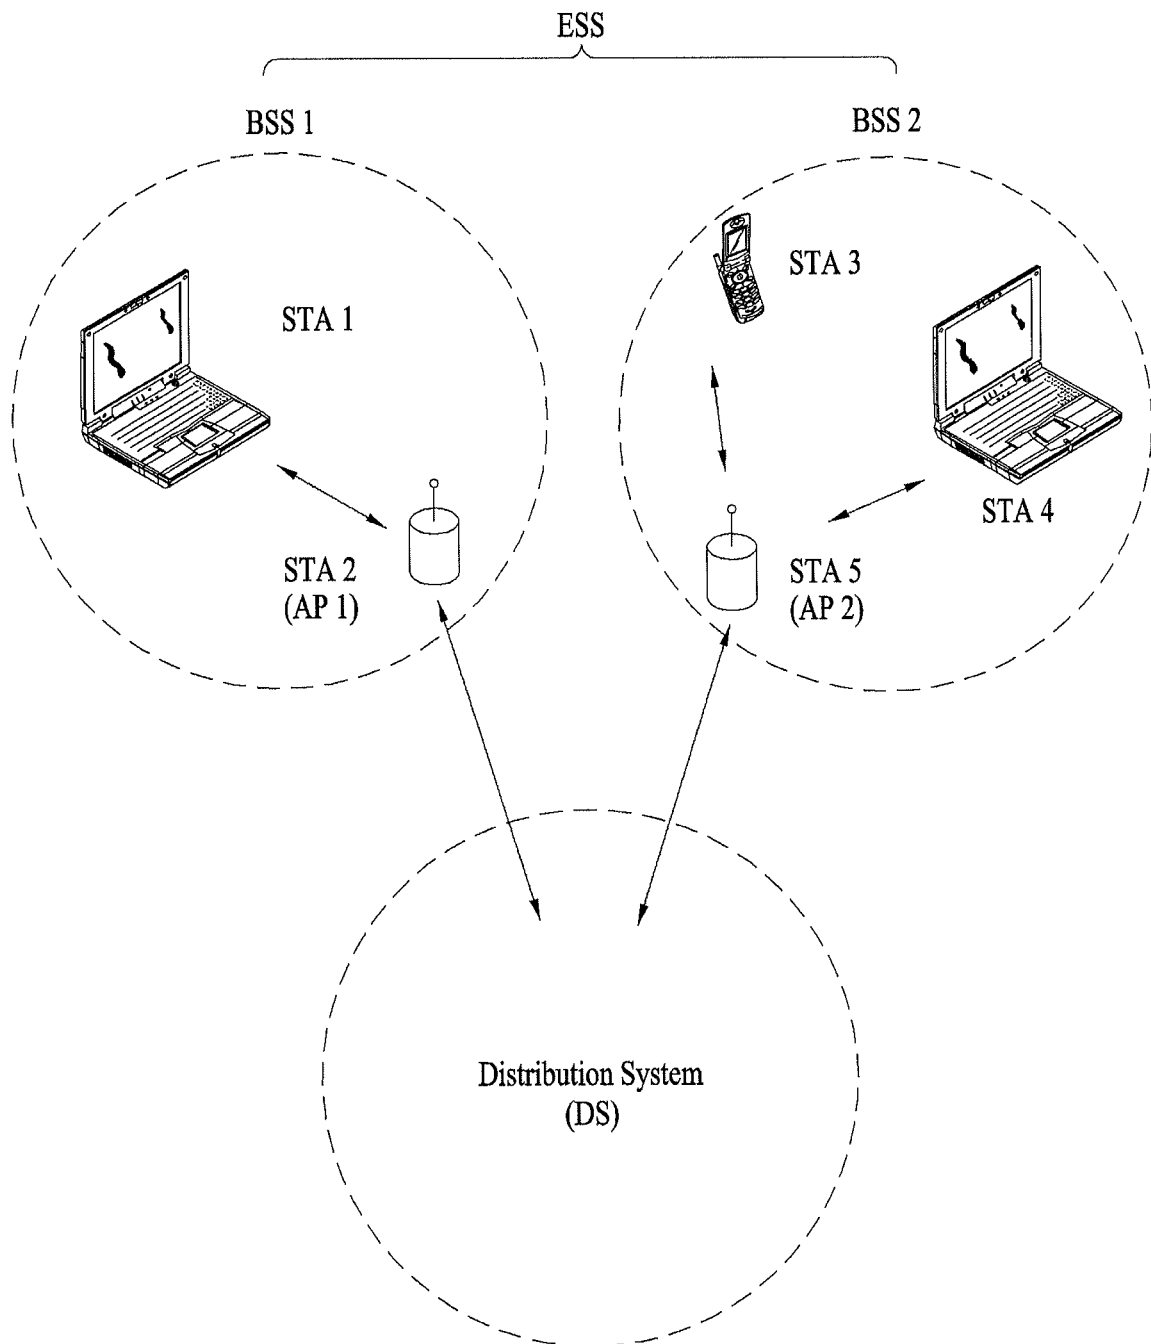 ESS
BSS 1
BSS 2
STA 1
STA 3
STA 4
STA 2
(AP 1)
STA 5
(AP 2)
Distribution System
(DS)